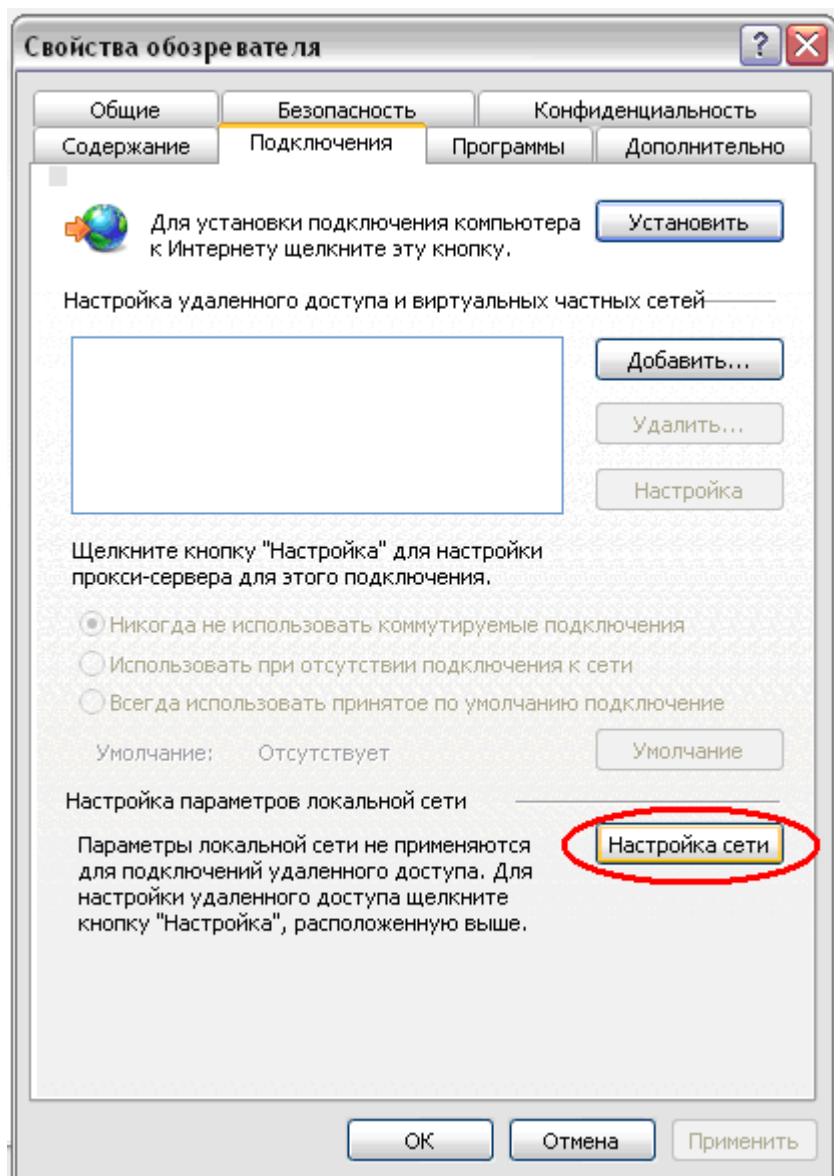 Свойства обозревателя
?
Общие Безопасность Конфиденциальность
Содержание Подключения Программы Дополнительно
Для установки подключения компьютера
к Интернету щелкните эту кнопку.
Установить
Настройка удаленного доступа и виртуальных частных сетей
Добавить...
Удалить...
Настройка
Щелкните кнопку "Настройка" для настройки
прокси-сервера для этого подключения.
Никогда не использовать коммутируемые подключения
Использовать при отсутствии подключения к сети
Всегда использовать принятое по умолчанию подключение
Умолчание: Отсутствует Умолчание
Настройка параметров локальной сети
Параметры локальной сети не применяются
для подключений удаленного доступа. Для
настройки удаленного доступа щелкните
кнопку "Настройка", расположенную выше.
Настройка сети
ОК Отмена Применить